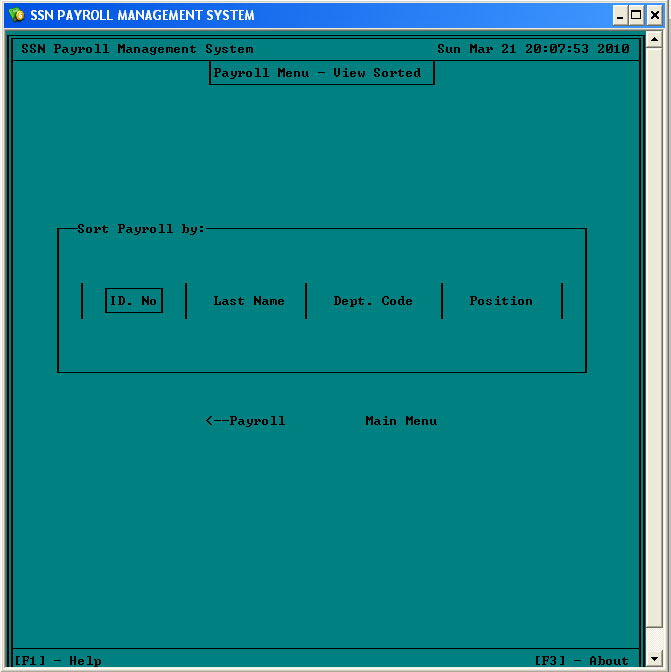 SSN PAYROLL MANAGEMENT SYSTEM
SSN Payroll Management System Sun Mar 21 20:07:53 2010
Payroll Menu - View Sorted
Sort Payroll by:
ID. No Last Name Dept. Code Position
<--Payroll Main Menu
[F1] - Help [F3] - About